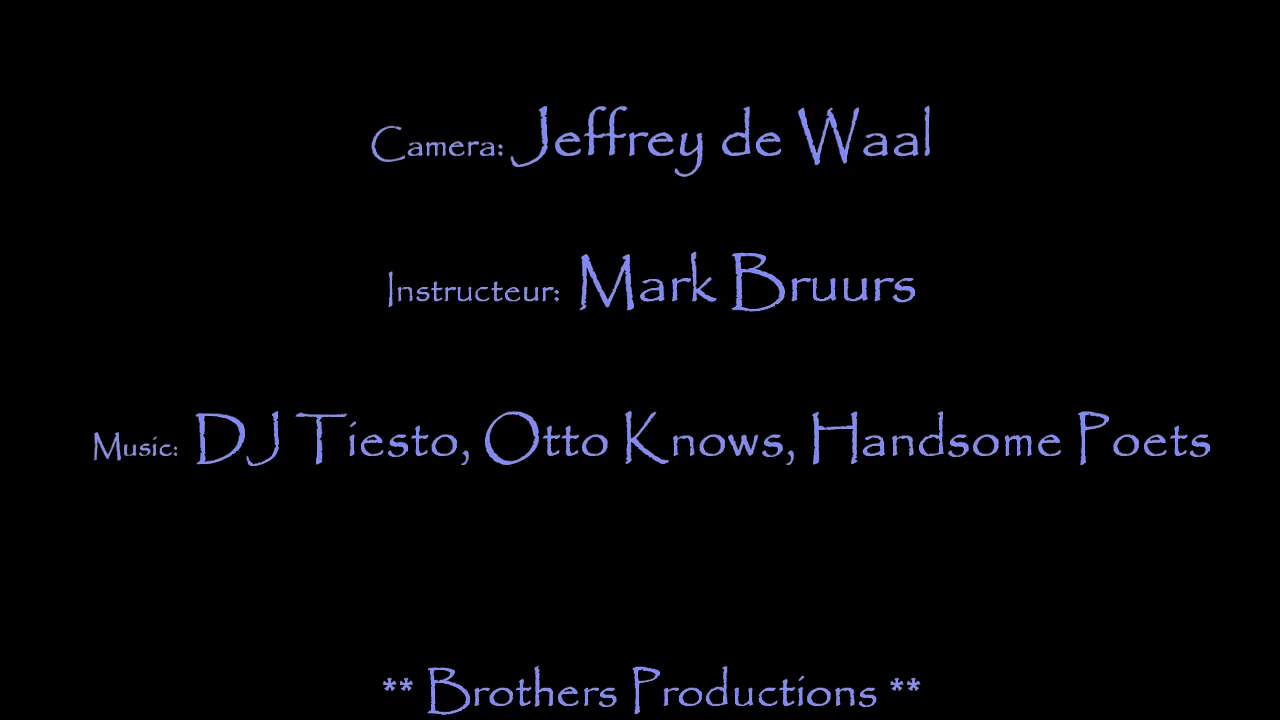 Camera: Jeffrey de Waal
Instructeur: Mark Bruurs
Music: DJ Tiesto, Otto Knows, Handsome Poets
** Brothers Productions **